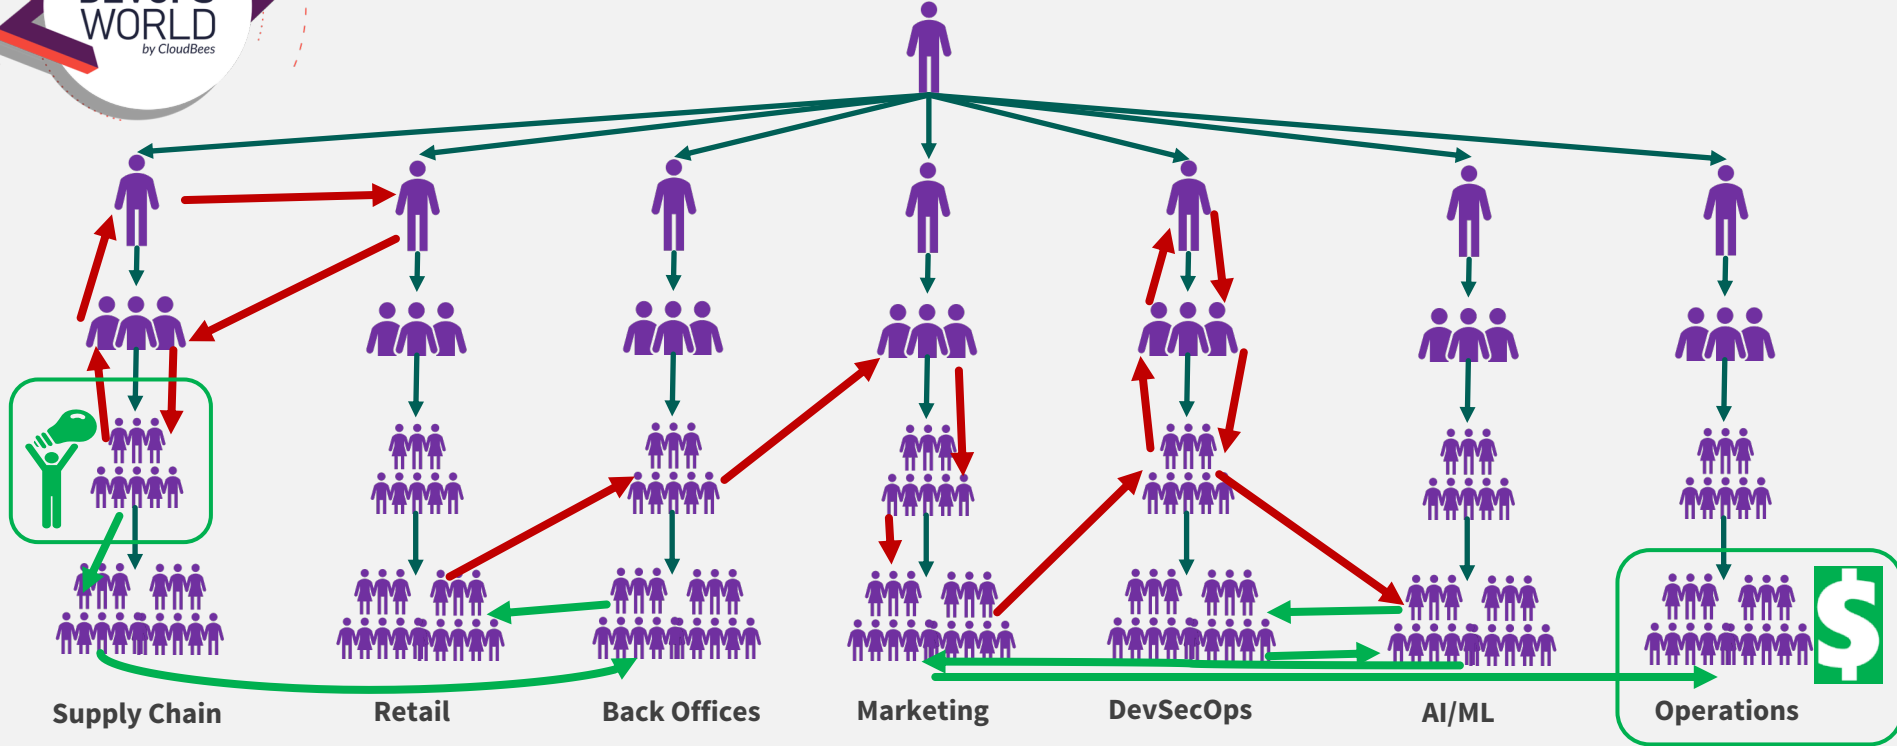 WORLD
by CloudBees
$
Supply Chain
Retail
Back Offices
Marketing
DevSecOps
AI/ML
Operations